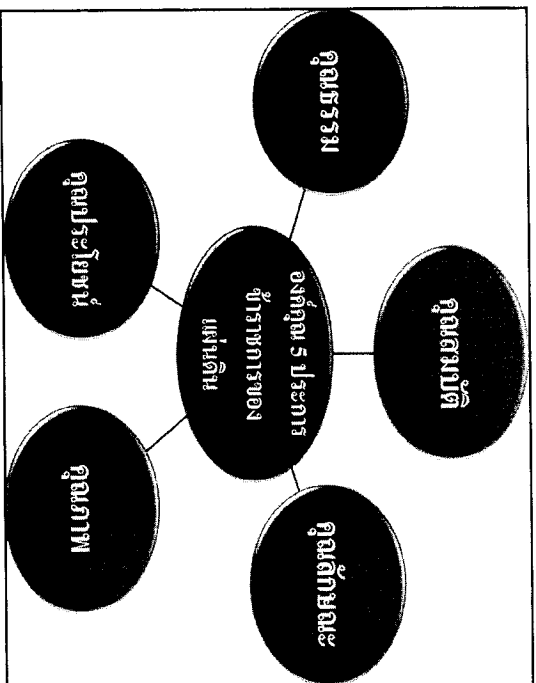 คุณสมบัติ
คุณธรรม
คุณลักษณะ
องค์คุณ 5 ประการ
ข้าราชการของ
แผ่นดิน
คุณประโยชน์
คุณภาพ